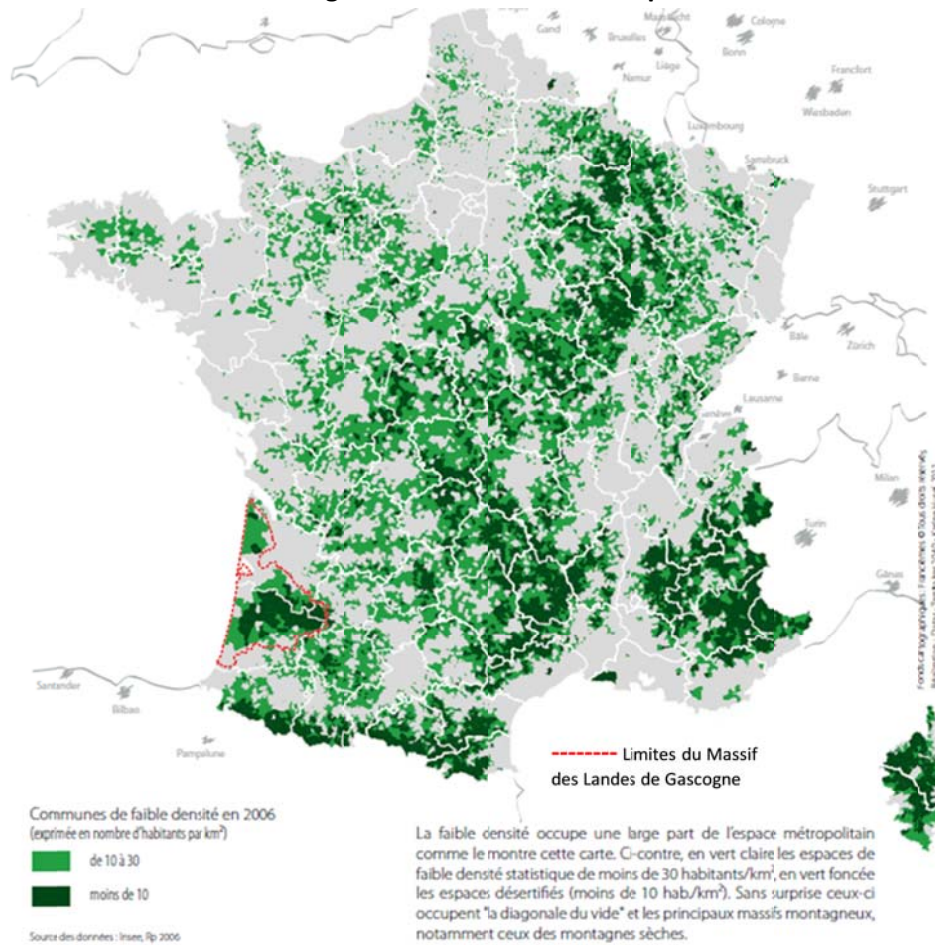 Gand
Bruxelles
Liège
Namur
Maastricht
Cologne
Bonn
Francfort
Wiesbaden
Luxembourg
Sarrebruck
Stuttgart
Bâle
Zürich
Berne
Lausanne
Genève
Milan
Turin
Gênes
Santander
Bilbao
Pampelune
Limites du Massif
des Landes de Gascogne
Communes de faible densité en 2006
(exprimée en nombre d'habitants par km²)
de 10 à 30
moins de 10
Source des données : Insee, Rp 2006
La faible densité occupe une large part de l'espace métropolitain
comme le montre cette carte. Ci-contre, en vert claire les espaces de
faible densté statistique de moins de 30 habitants/km², en vert foncée
les espaces désertifiés (moins de 10 hab./km²). Sans surprise ceux-ci
occupent "la diagonale du vide" et les principaux massifs montagneux,
notamment ceux des montagnes sèches.